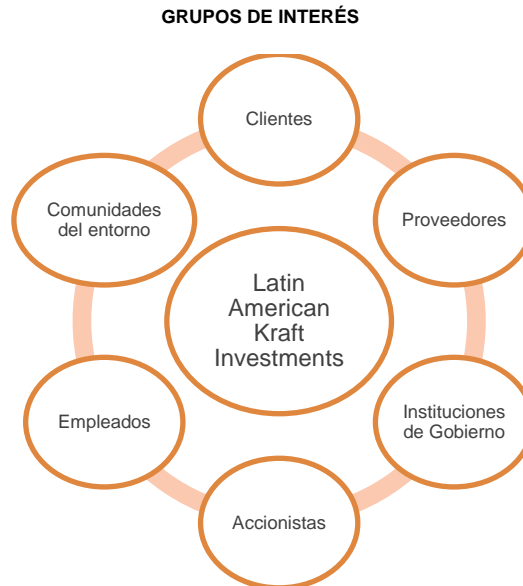 GRUPOS DE INTERÉS
Clientes
Comunidades
del entorno
Proveedores
Latin
American
Kraft
Investments
Empleados
Instituciones
de Gobierno
Accionistas